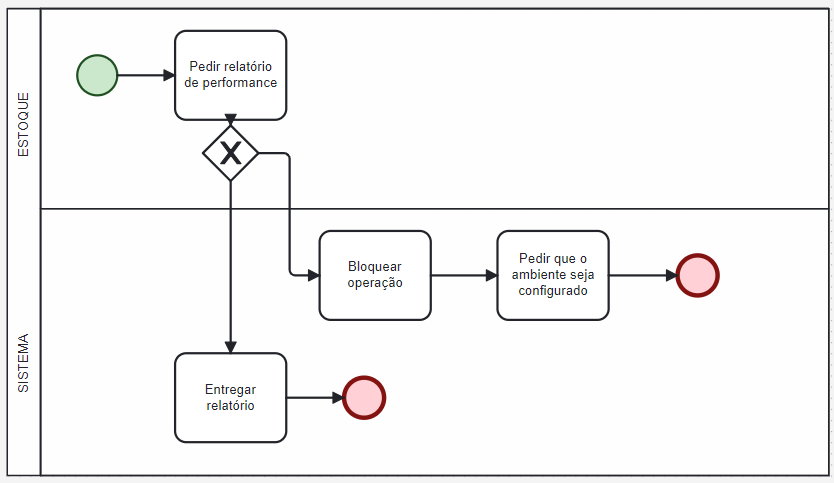 ESTOQUE
Pedir relatório
de performance
X
SISTEMA
Bloquear
operação
Pedir que o
ambiente seja
configurado
Entregar
relatório